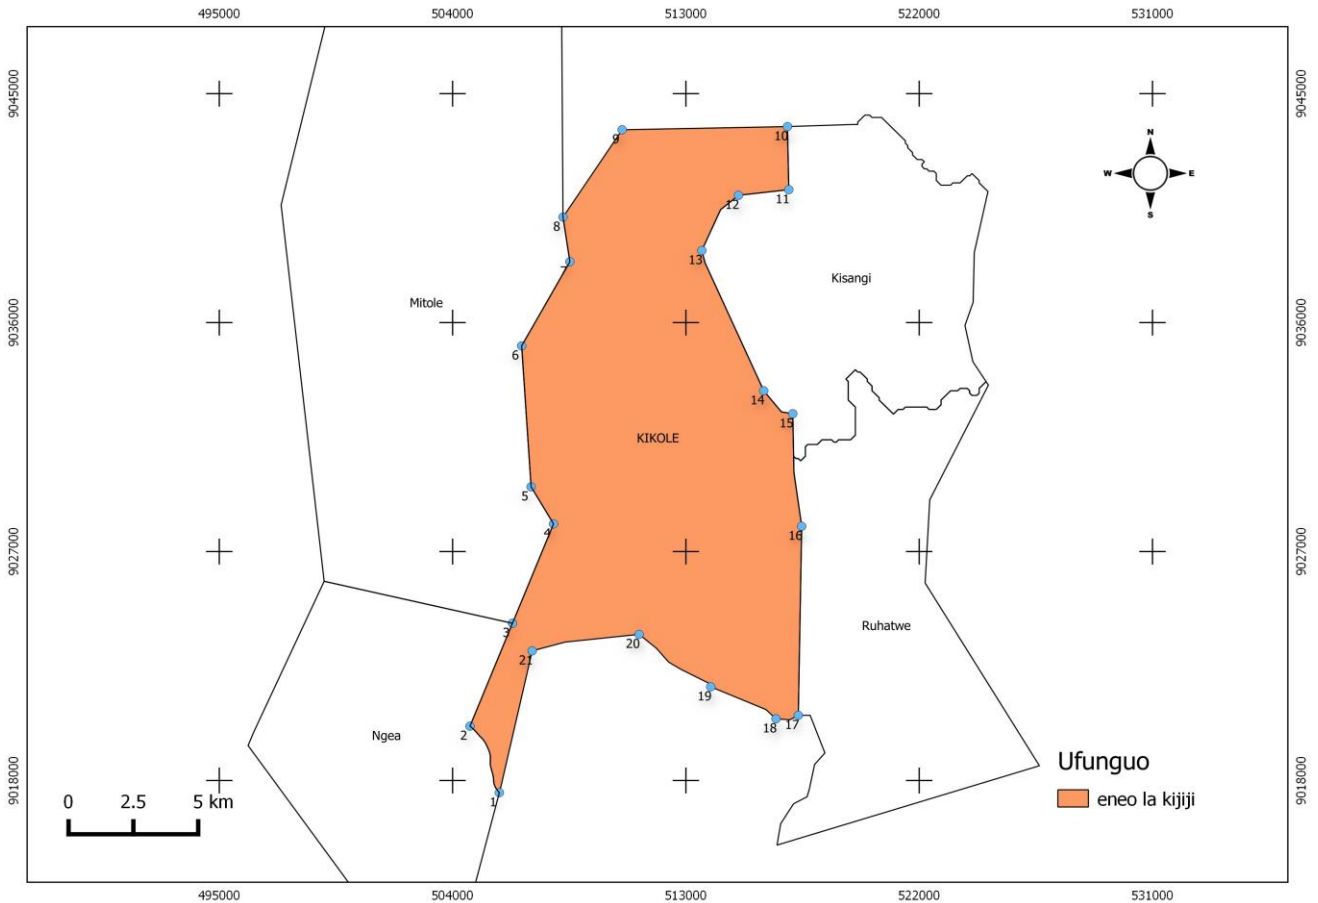 495000 504000 513000 522000 531000
9045000 9045000
N
W E
S
9 10
12 11
8
13
7
Kisangi
Mitole
9036000 9036000
6
14
15
KIKOLE
5
4 16
9027000 9027000
3
Ruhatwe
20
21
19
2 18 17
Ngea
Ufunguo
9018000 9018000
1
0 2.5 5 km
eneo la kijiji
495000 504000 513000 522000 531000